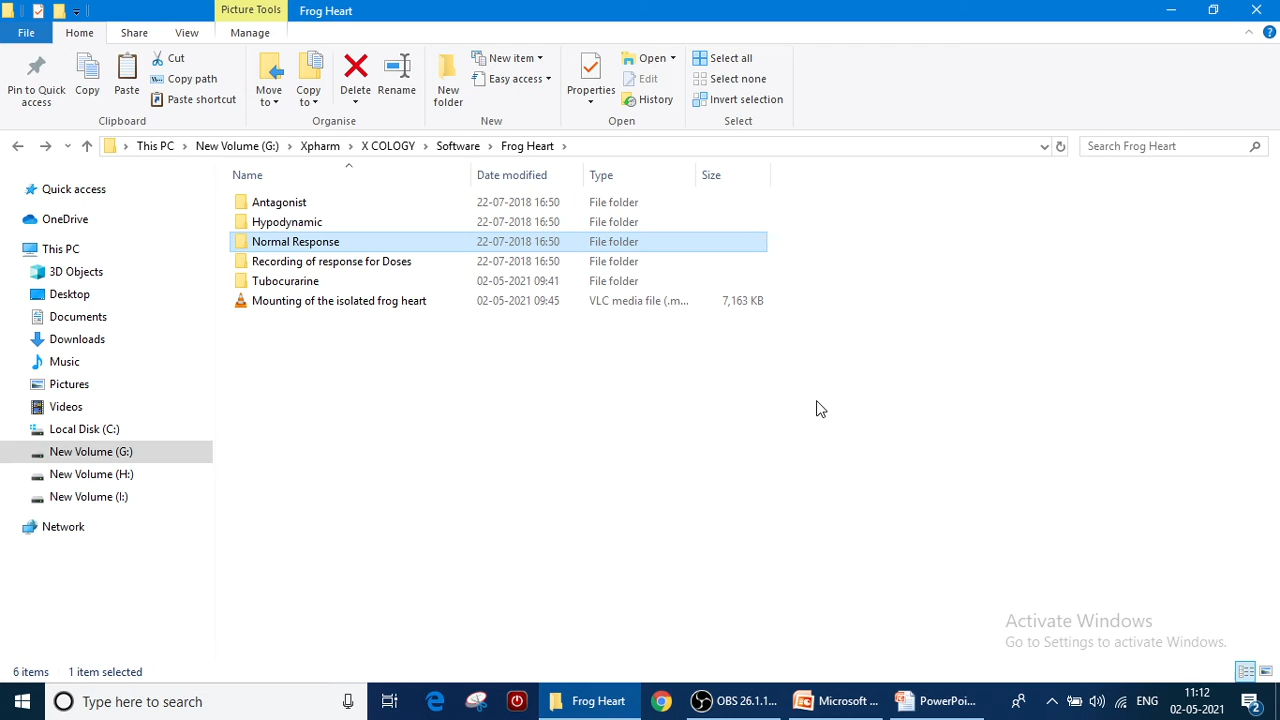 Picture Tools
Frog Heart
File
Home
Share
View
Manage
Pin to Quick access
Copy
Paste
Cut
Copy path
Paste shortcut
Clipboard
Move to
Copy to
Delete
Rename
Organise
New folder
New item
Easy access
New
Properties
Open
Edit
History
Open
Select all
Select none
Invert selection
Select
This PC
New Volume (G:)
Xpharm
X COLOGY
Software
Frog Heart
Search Frog Heart
Name
Date modified
Type
Size
Antagonist 22-07-2018 16:50 File folder
Hypodynamic 22-07-2018 16:50 File folder
Normal Response 22-07-2018 16:50 File folder
Recording of response for Doses 22-07-2018 16:50 File folder
Tubocurarine 02-05-2021 09:41 File folder
Mounting of the isolated frog heart 02-05-2021 09:45 VLC media file (.m... 7,163 KB
Quick access
OneDrive
This PC
3D Objects
Desktop
Documents
Downloads
Music
Pictures
Videos
Local Disk (C:)
New Volume (G:)
New Volume (H:)
New Volume (I:)
Network
Activate Windows
Go to Settings to activate Windows.
6 items 1 item selected
Type here to search
Frog Heart
OBS 26.1.1...
Microsoft ...
PowerPoi...
ENG
11:12
02-05-2021
2